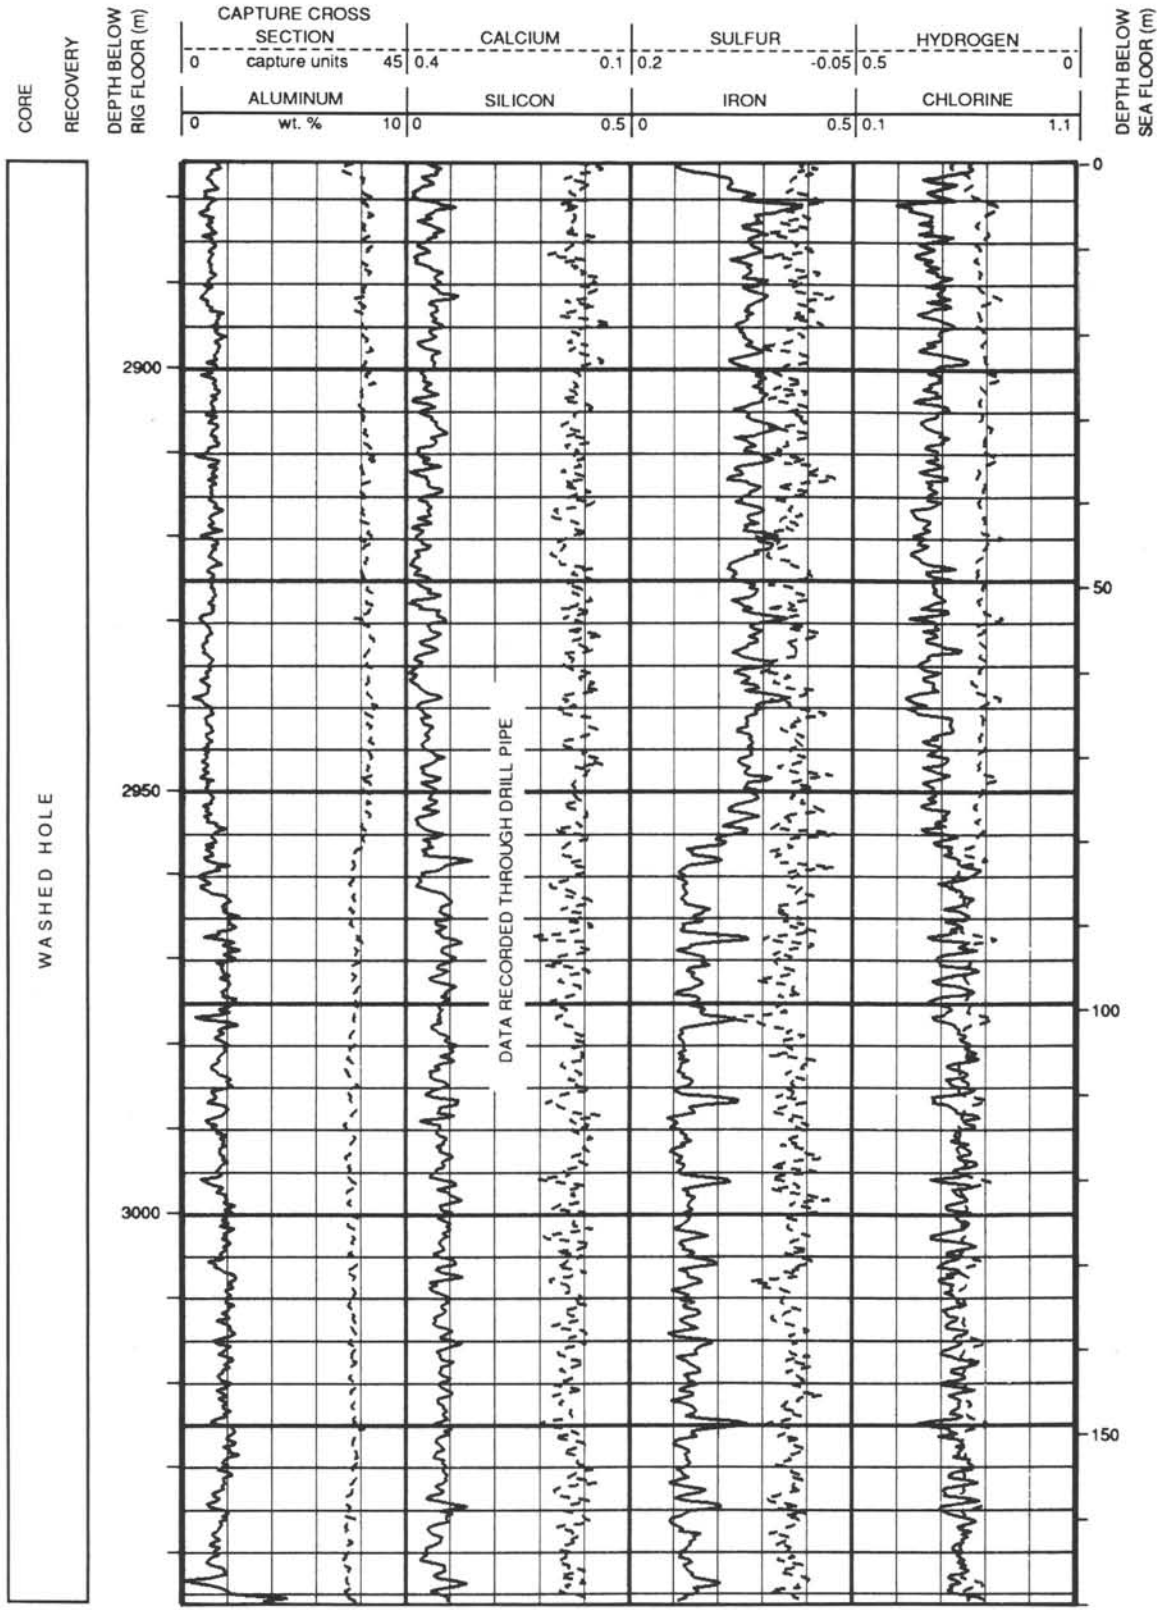 CORE
RECOVERY
DEPTH BELOW
RIG FLOOR (m)
CAPTURE CROSS
SECTION
0 capture units 45
ALUMINUM
0 wt. % 10
CALCIUM
0.4 0.1
SILICON
0 0.5
SULFUR
0.2 -0.05
IRON
0 0.5
HYDROGEN
0.5 0
CHLORINE
0.1 1.1
DEPTH BELOW
SEA FLOOR (m)
WASHED HOLE
2900
2950
3000
DATA RECORDED THROUGH DRILL PIPE
0
50
100
150